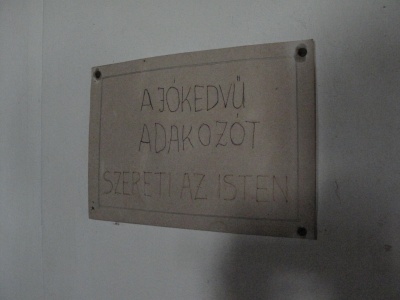 A JÓKEDVŰ
ADAKOZÓT
SZERETI AZ ISTEN